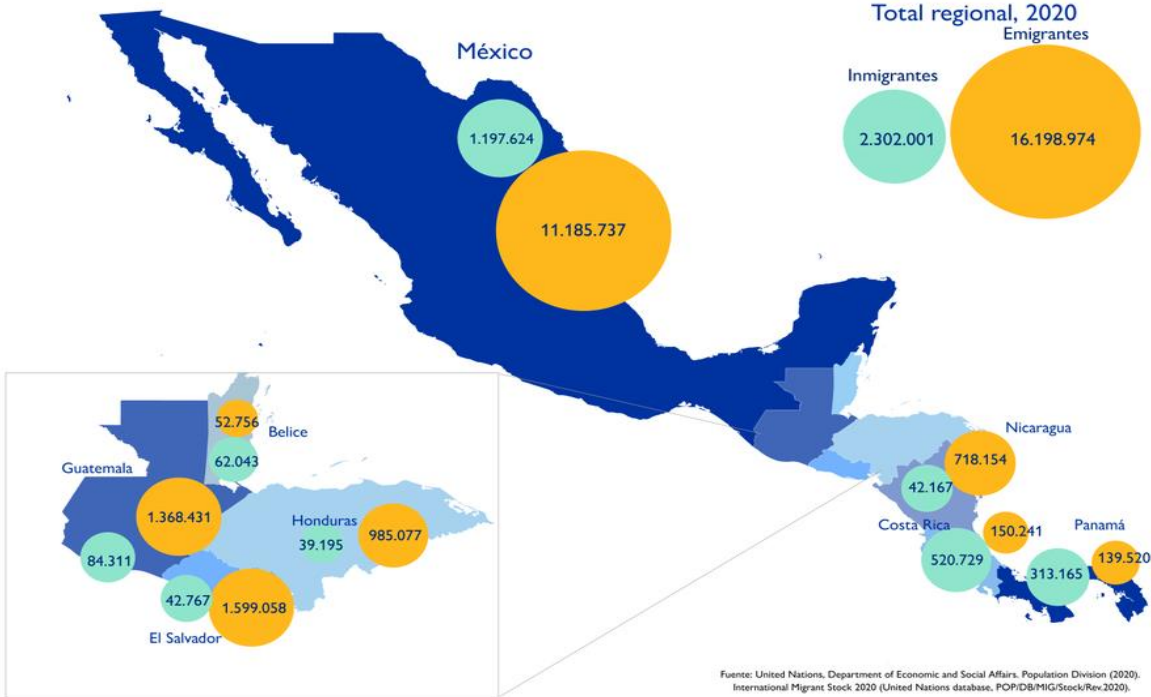 Total regional, 2020
Emigrantes
Inmigrantes
2.302.001
16.198.974
México
1.197.624
11.185.737
52.756
Belice
62.043
Guatemala
1.368.431
Honduras
39.195
985.077
84.311
42.767
1.599.058
El Salvador
Nicaragua
718.154
42.167
Costa Rica
150.241
Panamá
520.729
313.165
139.520
Fuente: United Nations, Department of Economic and Social Affairs. Population Division (2020).
International Migrant Stock 2020 (United Nations database, POP/DB/MIG/Stock/Rev.2020).